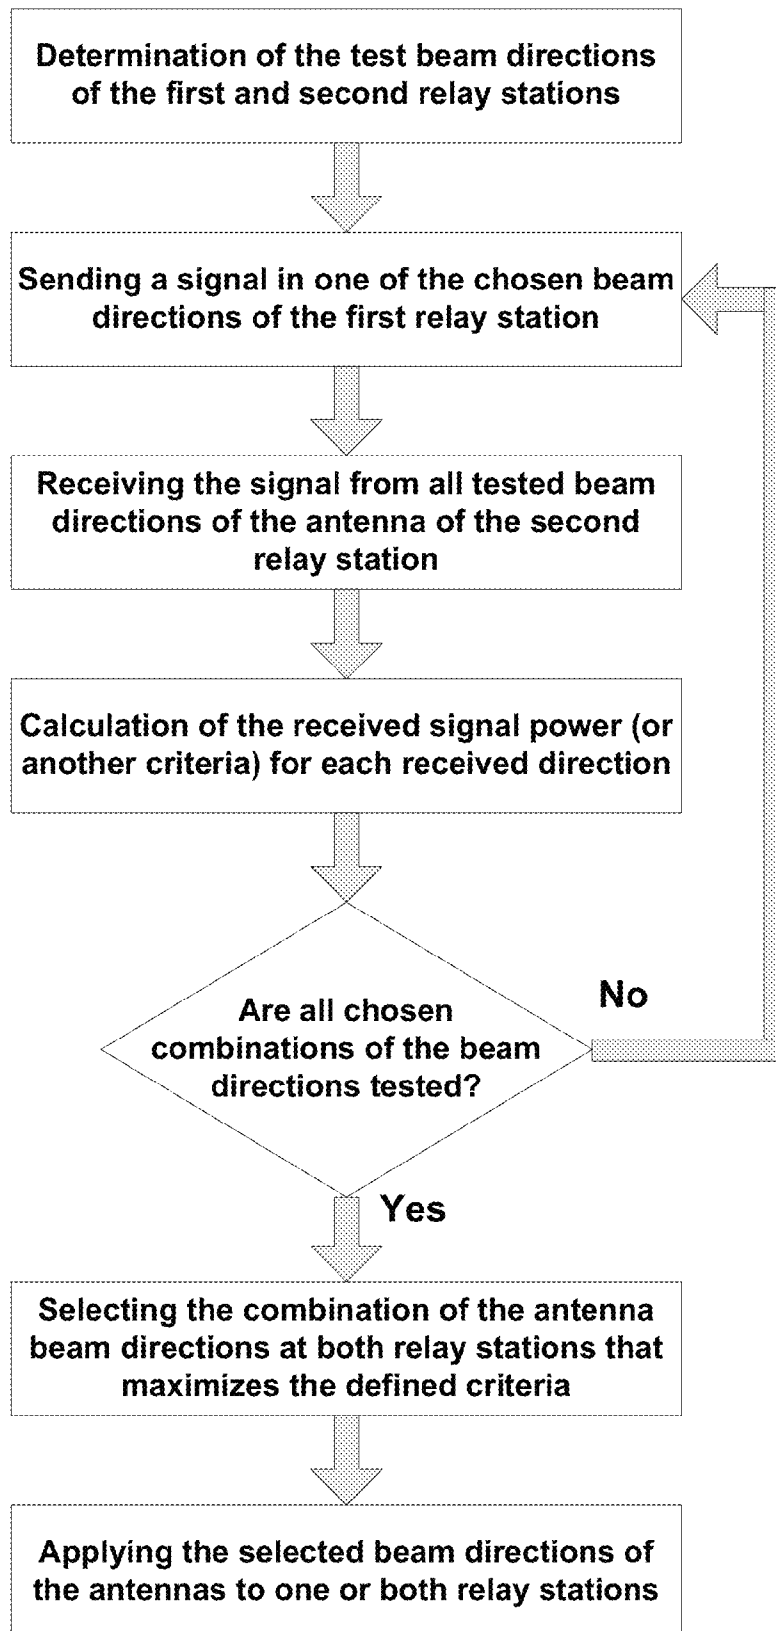 Determination of the test beam directions
of the first and second relay stations
Sending a signal in one of the chosen beam
directions of the first relay station
Receiving the signal from all tested beam
directions of the antenna of the second
relay station
Calculation of the received signal power (or
another criteria) for each received direction
Are all chosen
combinations of the beam
directions tested?
No
Yes
Selecting the combination of the antenna
beam directions at both relay stations that
maximizes the defined criteria
Applying the selected beam directions of
the antennas to one or both relay stations